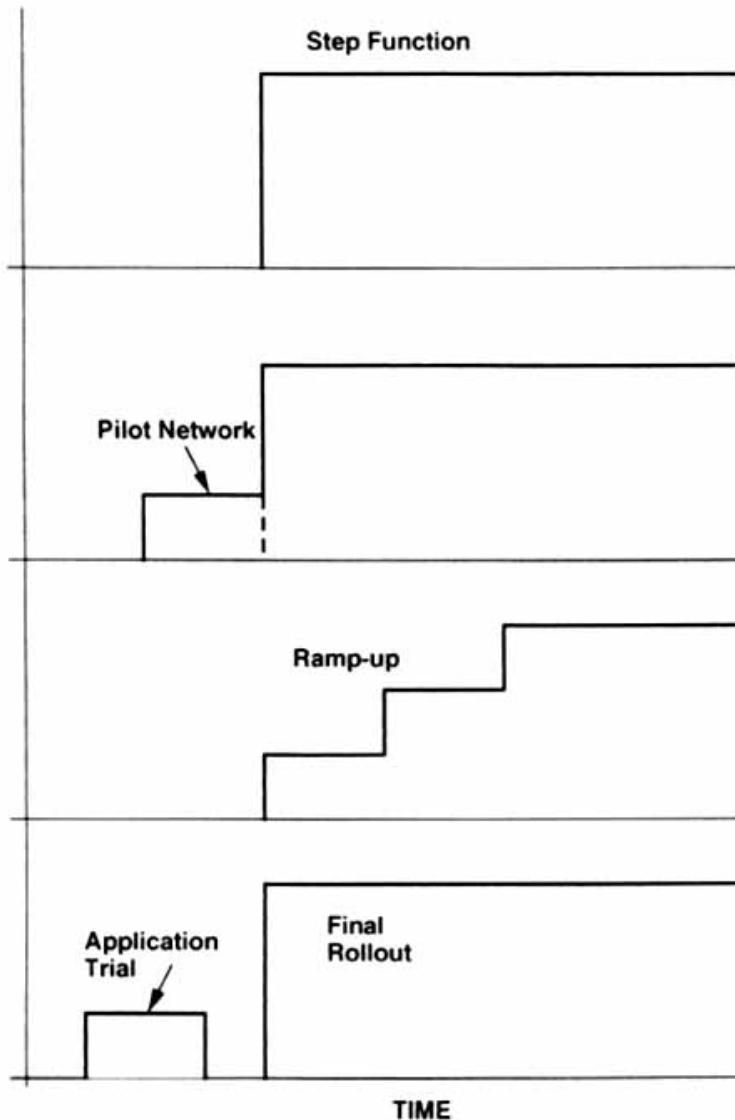 Step Function
Pilot Network
Ramp-up
Application
Trial
Final
Rollout
TIME